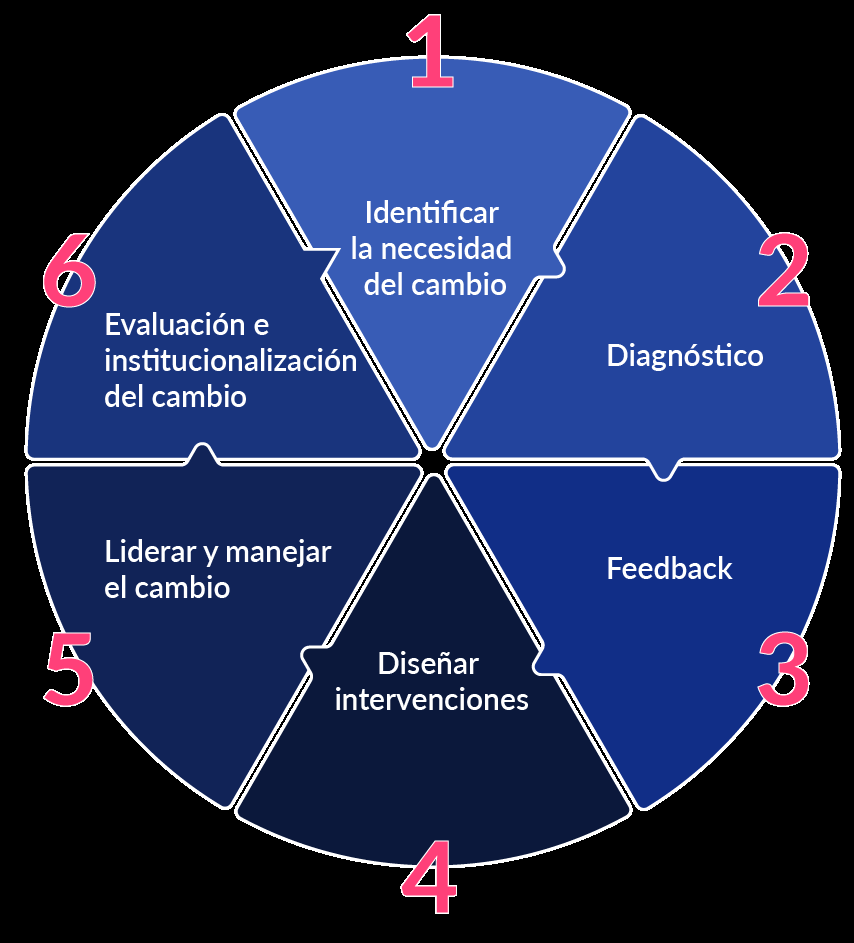 1
Identificar
la necesidad
del cambio
2
Diagnóstico
3
Feedback
4
Diseñar
intervenciones
5
Liderar y manejar
el cambio
6
Evaluación e
institucionalización
del cambio